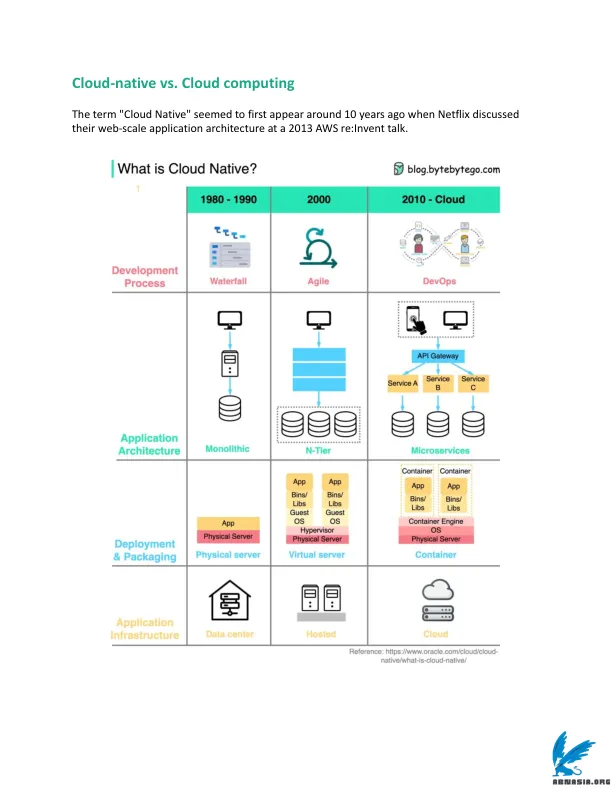 Cloud-native vs. Cloud computing
The term "Cloud Native" seemed to first appear around 10 years ago when Netflix discussed
their web-scale application architecture at a 2013 AWS re:Invent talk.
What is Cloud Native?
blog.bytebytego.com
1
1980 - 1990
2000
2010 - Cloud
Development
Process
Waterfall
Agile
DevOps
API Gateway
Service A
Service
B
Service
C
Application
Architecture
Monolithic
N-Tier
Microservices
App
Physical Server
App
Bins/
Libs
Guest
OS
App
Bins/
Libs
Guest
OS
Hypervisor
Physical Server
Container
App
Bins/
Libs
Container
App
Bins/
Libs
Container Engine
OS
Physical Server
Deployment
& Packaging
Physical server
Virtual server
Container
Application
Infrastructure
Data center
Hosted
Cloud
Reference: https://www.oracle.com/cloud/cloud-
native/what-is-cloud-native/
ABNASIA.ORG